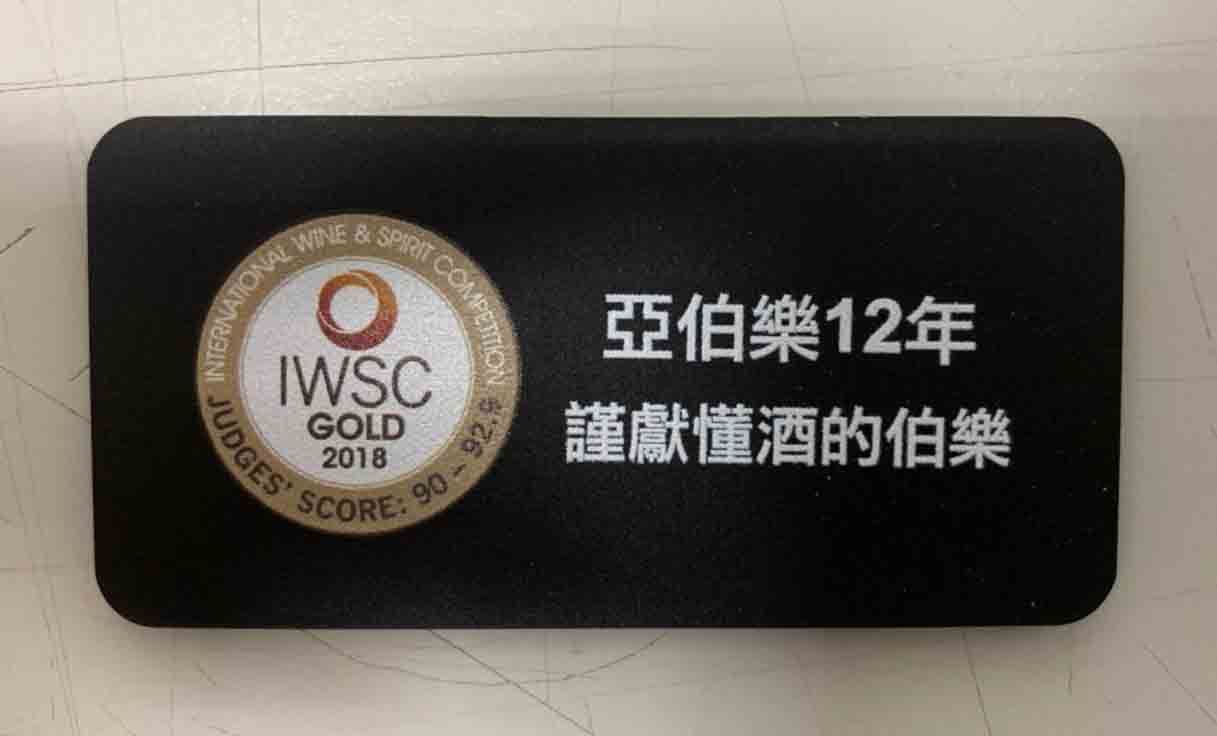 INTERNATIONAL WINE & SPIRIT COMPETITION
IWSC
GOLD
2018
JUDGES' SCORE: 90 - 92.9
亞伯樂12年
謹獻懂酒的伯樂